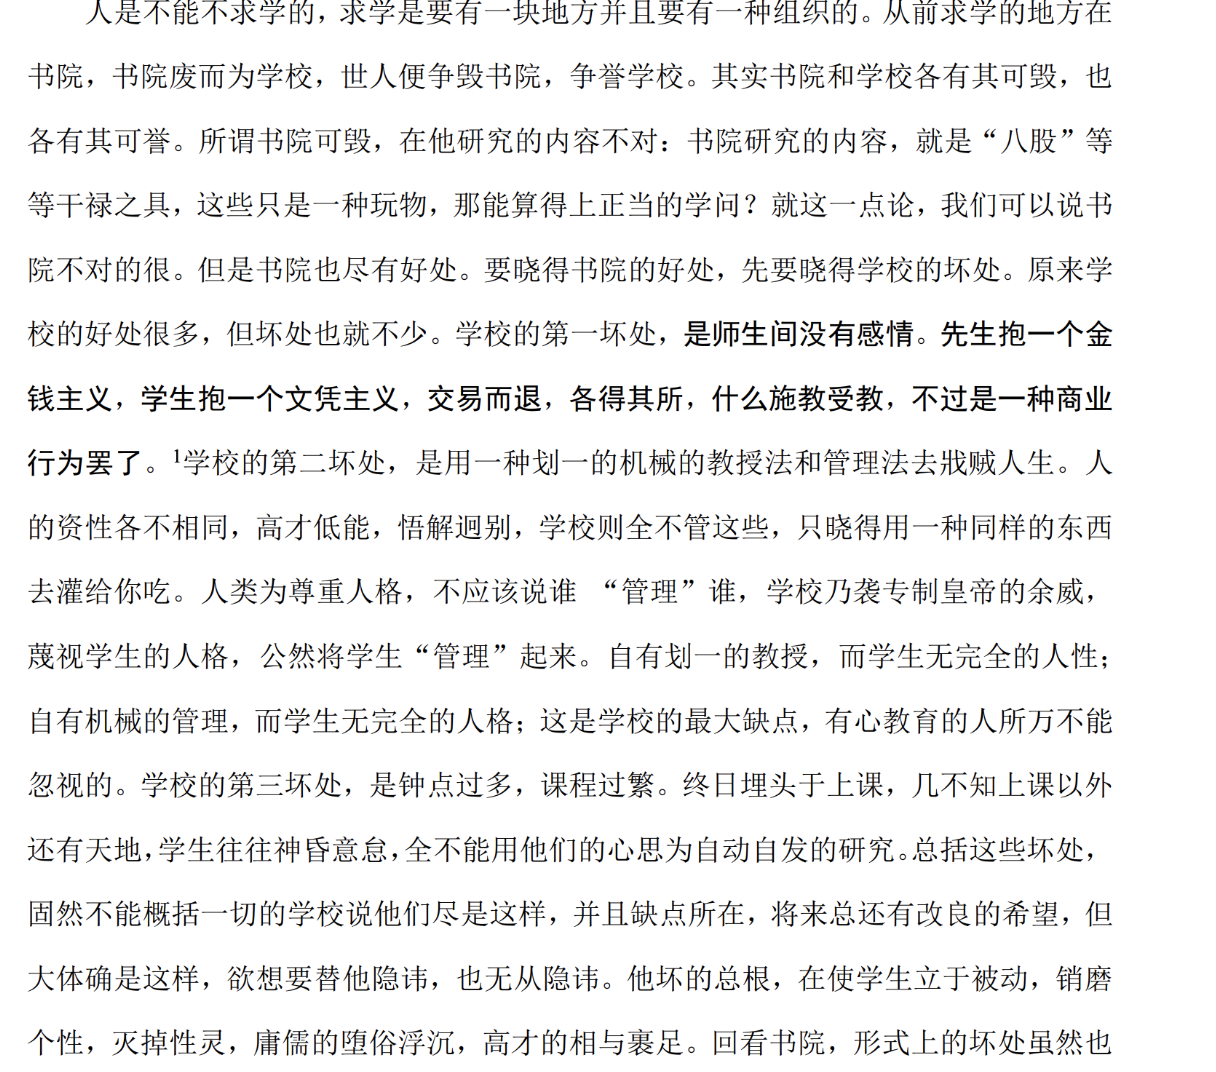 人是不能不求学的，求学是要有一块地方并且要有一种组织的。从前求学的地方在
书院，书院废而为学校，世人便争毁书院，争誉学校。其实书院和学校各有其可毁，也
各有其可誉。所谓书院可毁，在他研究的内容不对：书院研究的内容，就是“八股”等
等干禄之具，这些只是一种玩物，那能算得上正当的学问？就这一点论，我们可以说书
院不对的很。但是书院也尽有好处。要晓得书院的好处，先要晓得学校的坏处。原来学
校的好处很多，但坏处也就不少。学校的第一坏处，是师生间没有感情。先生抱一个金
钱主义，学生抱一个文凭主义，交易而退，各得其所，什么施教受教，不过是一种商业
行为罢了。¹学校的第二坏处，是用一种划一的机械的教授法和管理法去戕贼人生。人
的资性各不相同，高才低能，悟解迥别，学校则全不管这些，只晓得用一种同样的东西
去灌给你吃。人类为尊重人格，不应该说谁 “管理”谁，学校乃袭专制皇帝的余威，
蔑视学生的人格，公然将学生“管理”起来。自有划一的教授，而学生无完全的人性；
自有机械的管理，而学生无完全的人格；这是学校的最大缺点，有心教育的人所万不能
忽视的。学校的第三坏处，是钟点过多，课程过繁。终日埋头于上课，几不知上课以外
还有天地，学生往往神昏意怠，全不能用他们的心思为自动自发的研究。总括这些坏处，
固然不能概括一切的学校说他们尽是这样，并且缺点所在，将来总还有改良的希望，但
大体确是这样，欲想要替他隐讳，也无从隐讳。他坏的总根，在使学生立于被动，销磨
个性，灭掉性灵，庸儒的堕俗浮沉，高才的相与裹足。回看书院，形式上的坏处虽然也